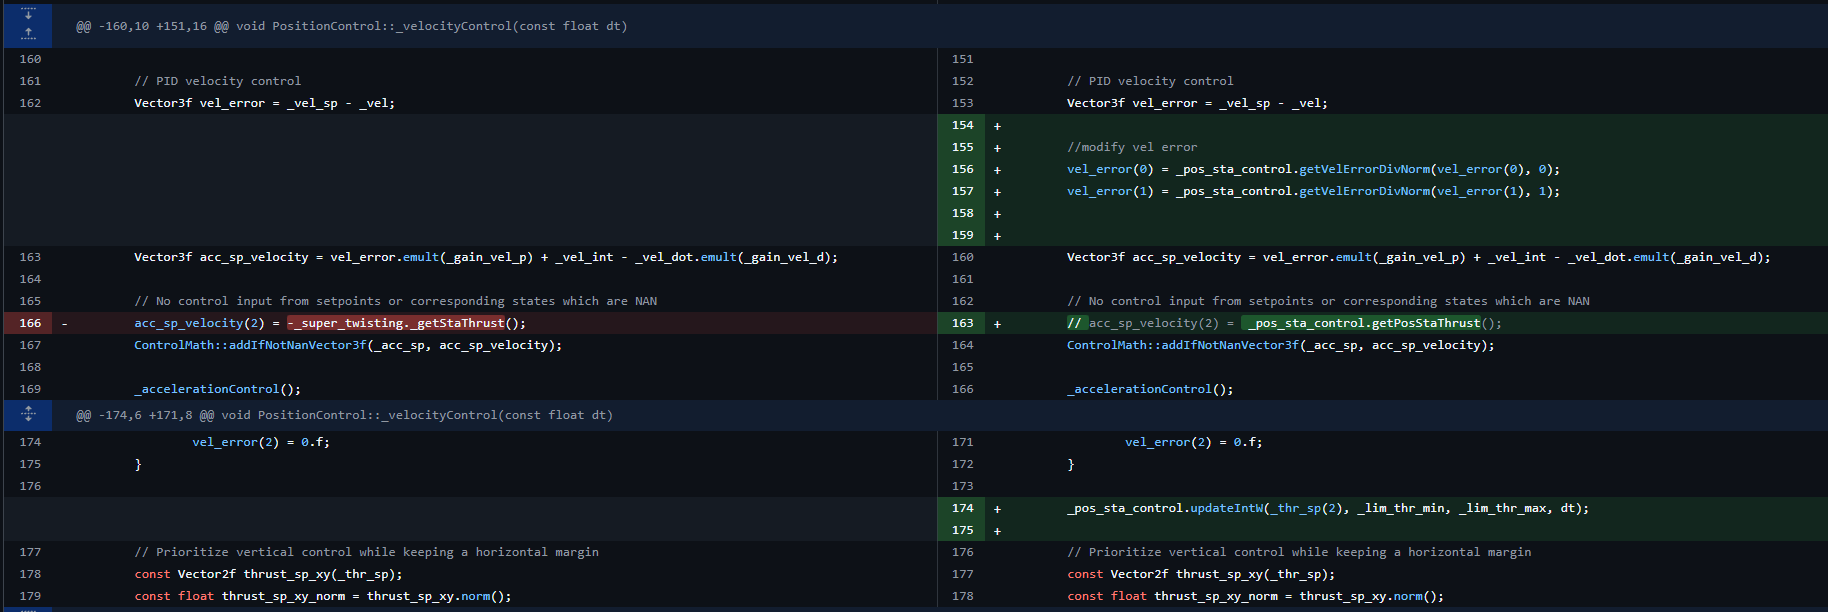 @@ -160,10 +151,16 @@ void PositionControl::_velocityControl(const float dt)
160
161 // PID velocity control
162 Vector3f vel_error = _vel_sp - _vel;
163 Vector3f acc_sp_velocity = vel_error.emult(_gain_vel_p) + _vel_int - _vel_dot.emult(_gain_vel_d);
164
165 // No control input from setpoints or corresponding states which are NAN
166 - acc_sp_velocity(2) = -_super_twisting._getStaThrust();
167 ControlMath::addIfNotNanVector3f(_acc_sp, acc_sp_velocity);
168
169 _accelerationControl();
151
152 // PID velocity control
153 Vector3f vel_error = _vel_sp - _vel;
154 +
155 + //modify vel error
156 + vel_error(0) = _pos_sta_control.getVelErrorDivNorm(vel_error(0), 0);
157 + vel_error(1) = _pos_sta_control.getVelErrorDivNorm(vel_error(1), 1);
158 +
159 +
160 Vector3f acc_sp_velocity = vel_error.emult(_gain_vel_p) + _vel_int - _vel_dot.emult(_gain_vel_d);
161
162 // No control input from setpoints or corresponding states which are NAN
163 + // acc_sp_velocity(2) = _pos_sta_control.getPosStaThrust();
164 ControlMath::addIfNotNanVector3f(_acc_sp, acc_sp_velocity);
165
166 _accelerationControl();
@@ -174,6 +171,8 @@ void PositionControl::_velocityControl(const float dt)
174 vel_error(2) = 0.f;
175 }
176
177 // Prioritize vertical control while keeping a horizontal margin
178 const Vector2f thrust_sp_xy(_thr_sp);
179 const float thrust_sp_xy_norm = thrust_sp_xy.norm();
171 vel_error(2) = 0.f;
172 }
173
174 + _pos_sta_control.updateIntW(_thr_sp(2), _lim_thr_min, _lim_thr_max, dt);
175 +
176 // Prioritize vertical control while keeping a horizontal margin
177 const Vector2f thrust_sp_xy(_thr_sp);
178 const float thrust_sp_xy_norm = thrust_sp_xy.norm();